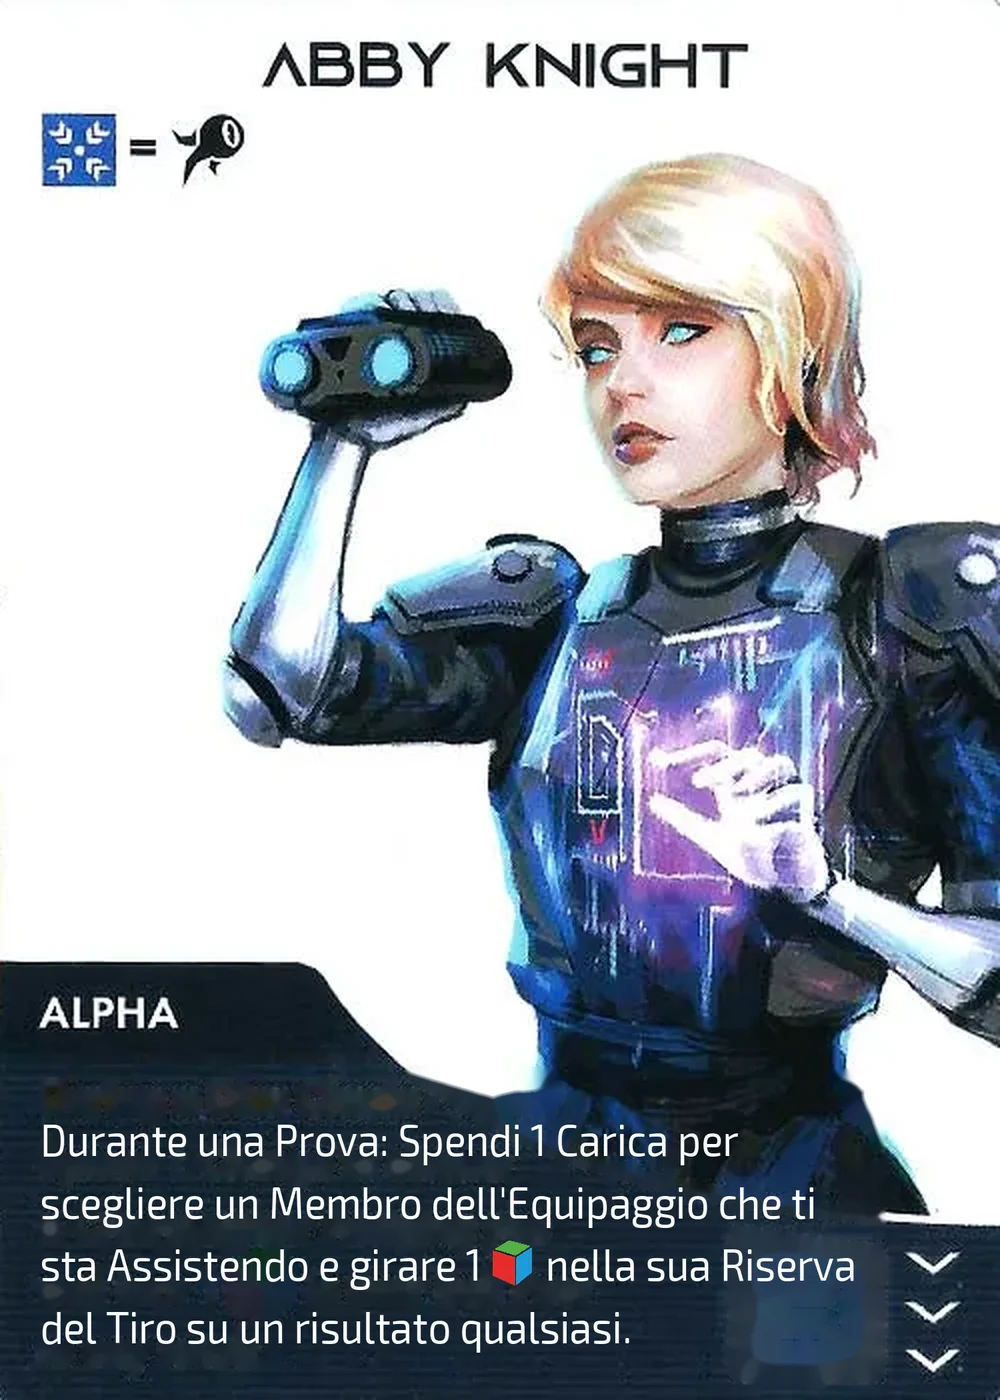 ABBY KNIGHT
=
ALPHA
Durante una Prova: Spendi 1 Carica per
scegliere un Membro dell'Equipaggio che ti
sta Assistendo e girare 1 nella sua Riserva
del Tiro su un risultato qualsiasi.